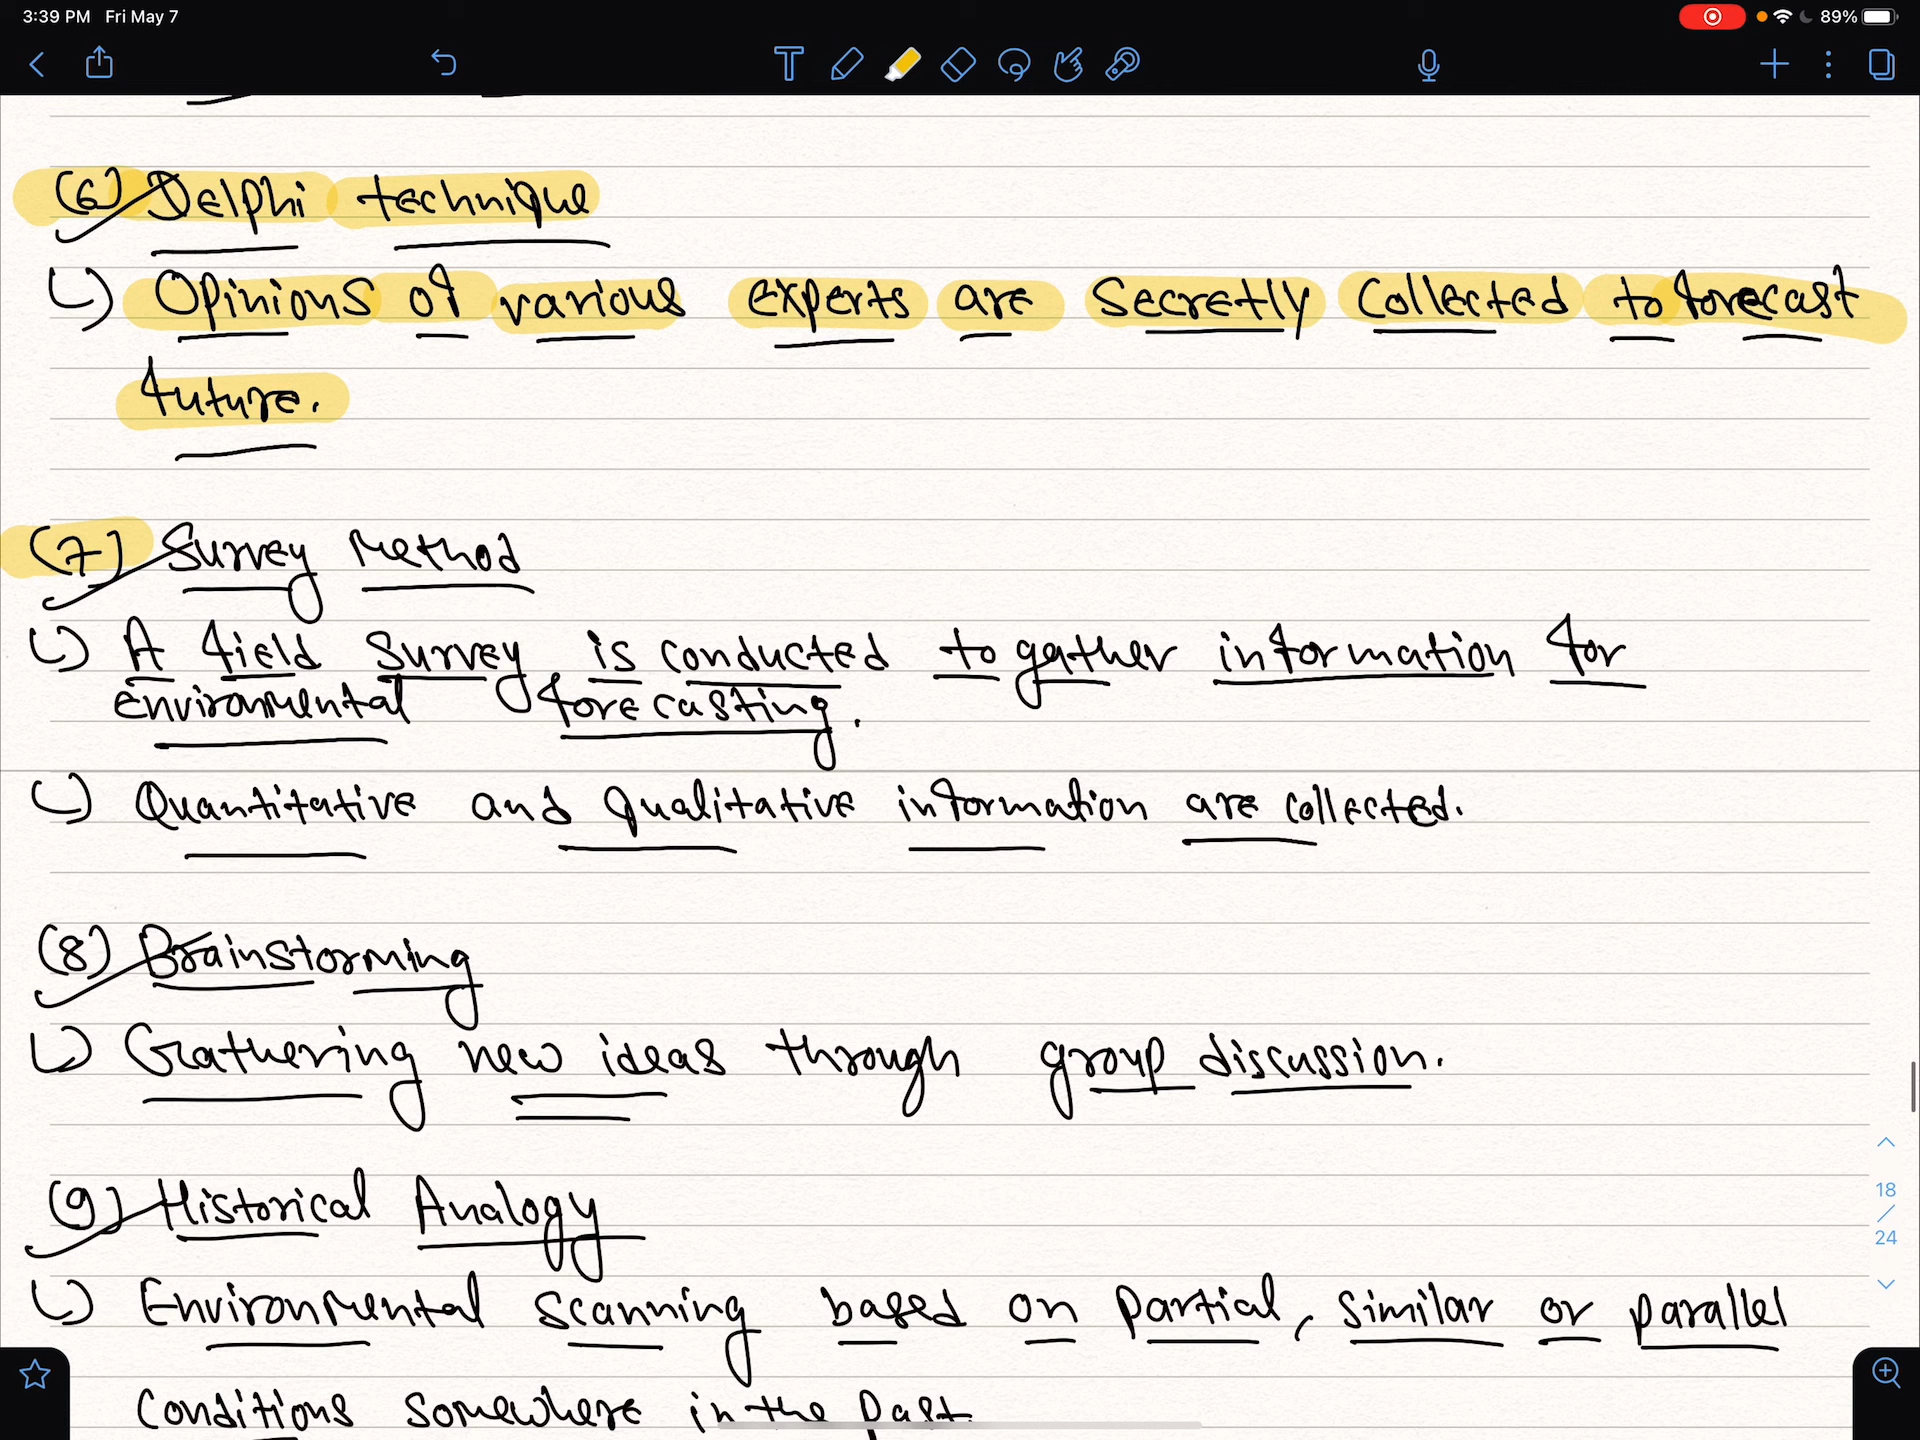 3:39 PM Fri May 7
89%
(6) Delphi technique
Opinions of various experts are Secretly Collected to forecast
future.
(7) Survey Method
A field Survey is conducted to gather information for
Environmental forecasting.
Quantitative and qualitative information are collected.
(8) Brainstorming
Gathering new ideas through group discussion.
(9) Historical Analogy
Environmental scanning based on Partial, Similar or parallel
Conditions somewhere in the Past
18
/
24